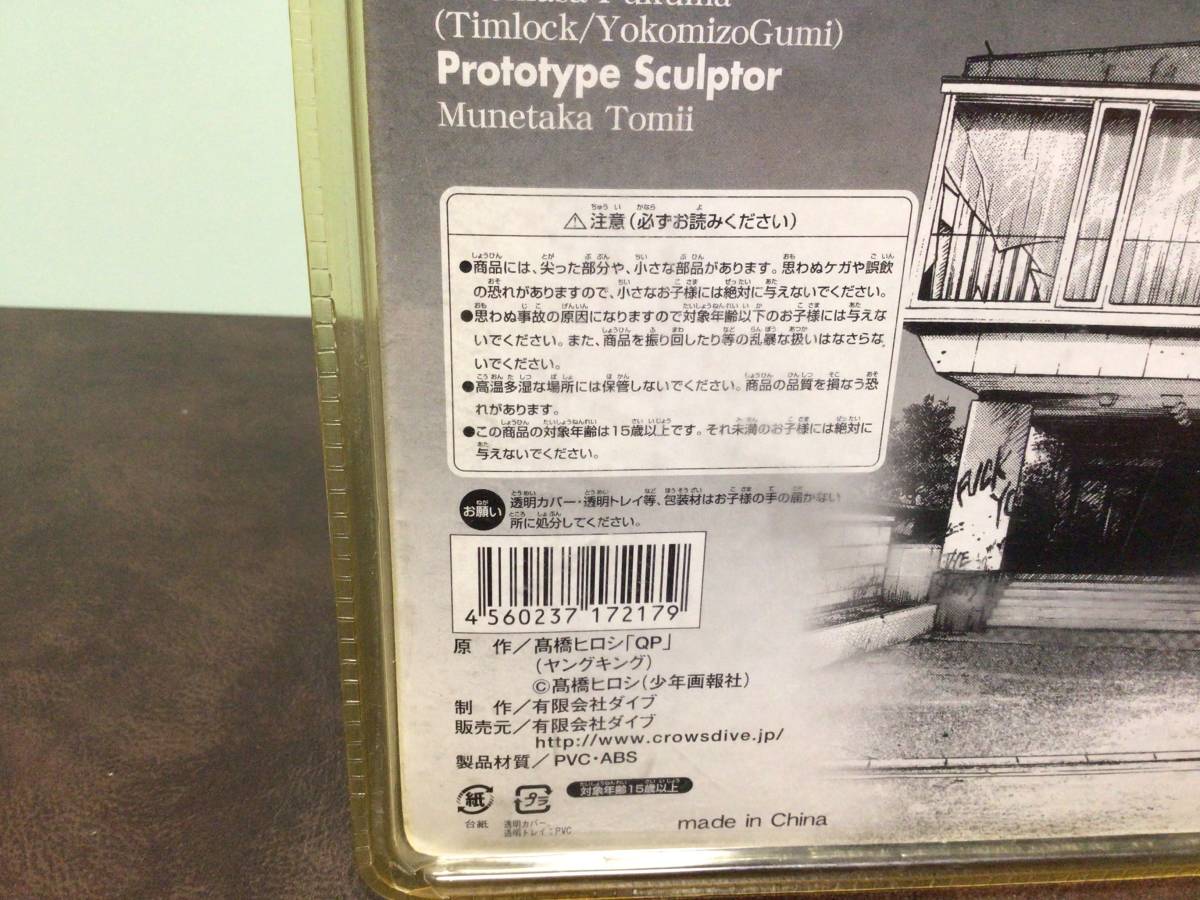 (Timlock/YokomizoGumi)
Prototype Sculptor
Munetaka Tomii
⚠注意(必ずお読みください)
●商品には、尖った部分や、小さな部品があります。思わぬケガや誤飲
の恐れがありますので、小さなお子様には絶対に与えないでください。
●思わぬ事故の原因になりますので対象年齢以下のお子様には与えな
いでください。また、商品を振り回したり等の乱暴な扱いはなさらな
いでください。
●高温多湿な場所には保管しないでください。商品の品質を損なう恐
れがあります。
●この商品の対象年齢は15歳以上です。それ未満のお子様には絶対に
与えないでください。
お願い 透明カバー・透明トレイ等、包装材はお子様の手の届かない
所に処分してください。
4 560237 172179
原 作/髙橋ヒロシ「QP」
(ヤングキング)
©髙橋ヒロシ(少年画報社)
制 作/有限会社ダイブ
販売元/有限会社ダイブ
http://www.crowsdive.jp/
製品材質/PVC・ABS
紙 プラ 対象年齢15歳以上
台紙 透明カバー、
透明トレイ:PVC
made in China
FUCK
YO
THE